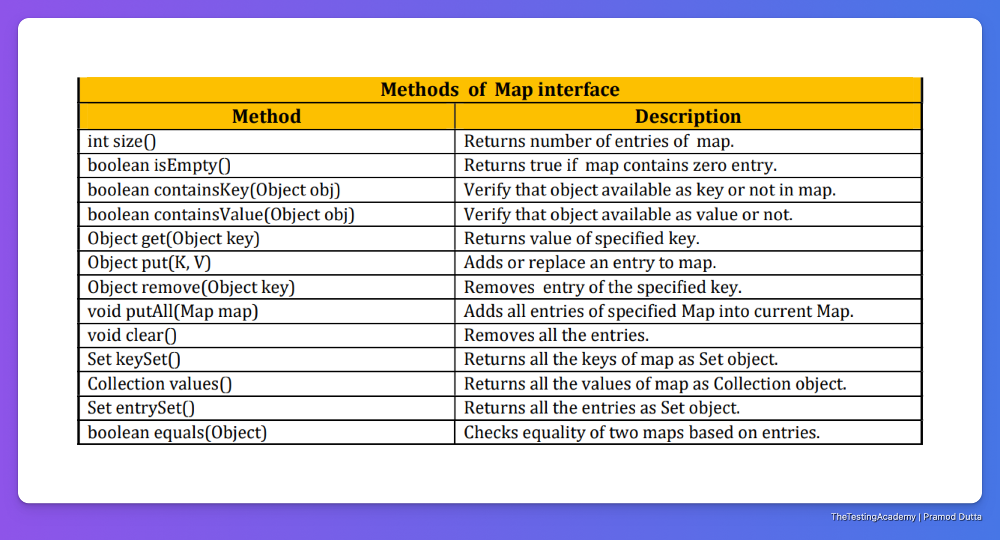 Methods of Map interface
Method Description
int size() Returns number of entries of map.
boolean isEmpty() Returns true if map contains zero entry.
boolean containsKey(Object obj) Verify that object available as key or not in map.
boolean containsValue(Object obj) Verify that object available as value or not.
Object get(Object key) Returns value of specified key.
Object put(K, V) Adds or replace an entry to map.
Object remove(Object key) Removes entry of the specified key.
void putAll(Map map) Adds all entries of specified Map into current Map.
void clear() Removes all the entries.
Set keySet() Returns all the keys of map as Set object.
Collection values() Returns all the values of map as Collection object.
Set entrySet() Returns all the entries as Set object.
boolean equals(Object) Checks equality of two maps based on entries.
TheTestingAcademy | Pramod Dutta